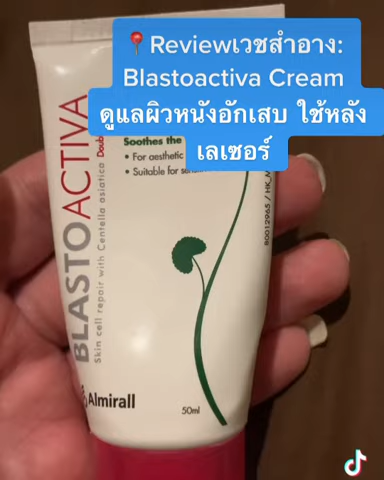 📍Reviewเวชสำอาง:
Blastoactiva Cream
ดูแลผิวหนังอักเสบ ใช้หลัง
เลเซอร์
Soothes the
• For aesthetic
• Suitable for
BLASTOACTIVA
Skin cell repair with Centella asiatica
Almirall
50ml